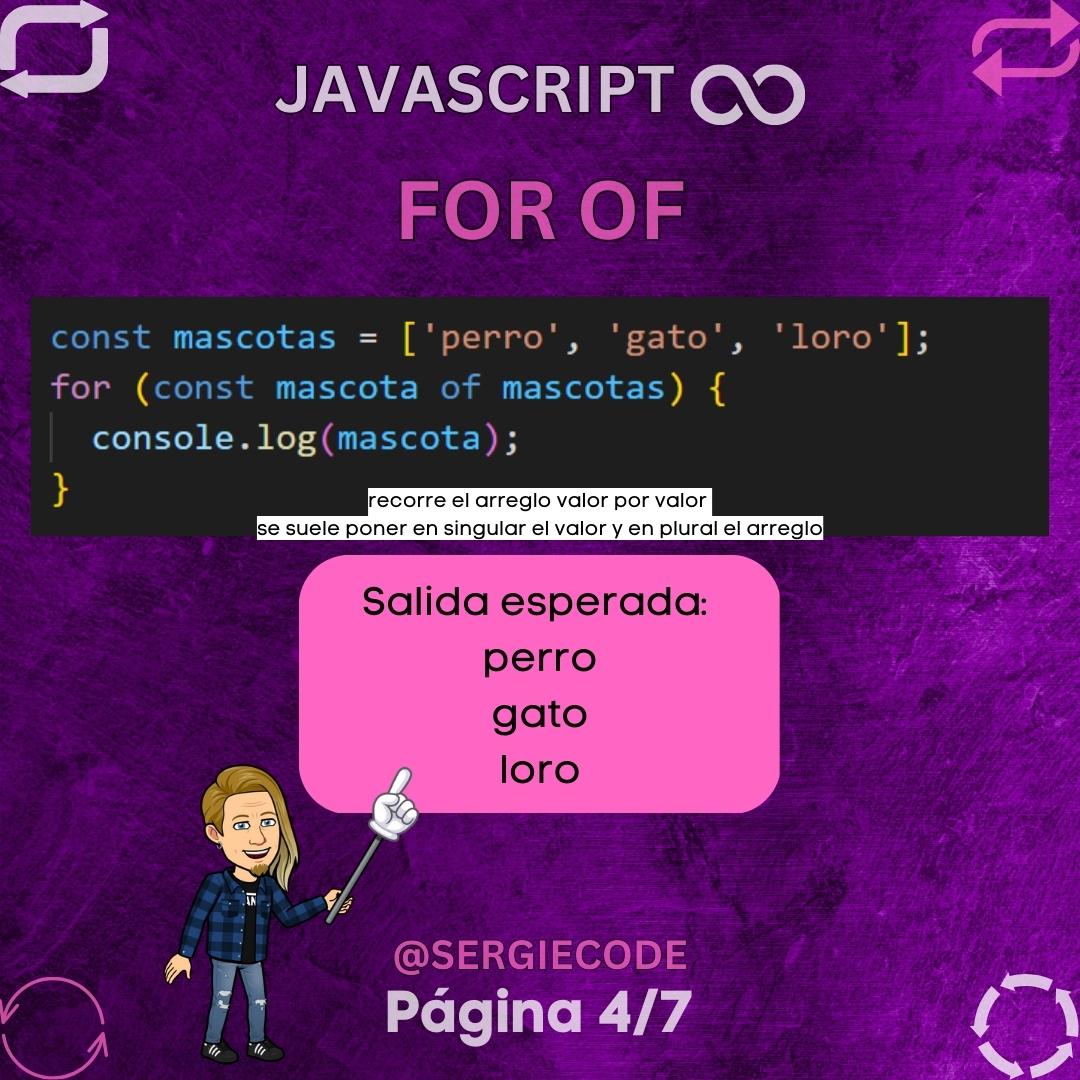 JAVASCRIPT
FOR OF
const mascotas = ['perro', 'gato', 'loro'];
for (const mascota of mascotas) {
  console.log(mascota);
}
recorre el arreglo valor por valor
se suele poner en singular el valor y en plural el arreglo
Salida esperada:
perro
gato
loro
@SERGIECODE
Página 4/7